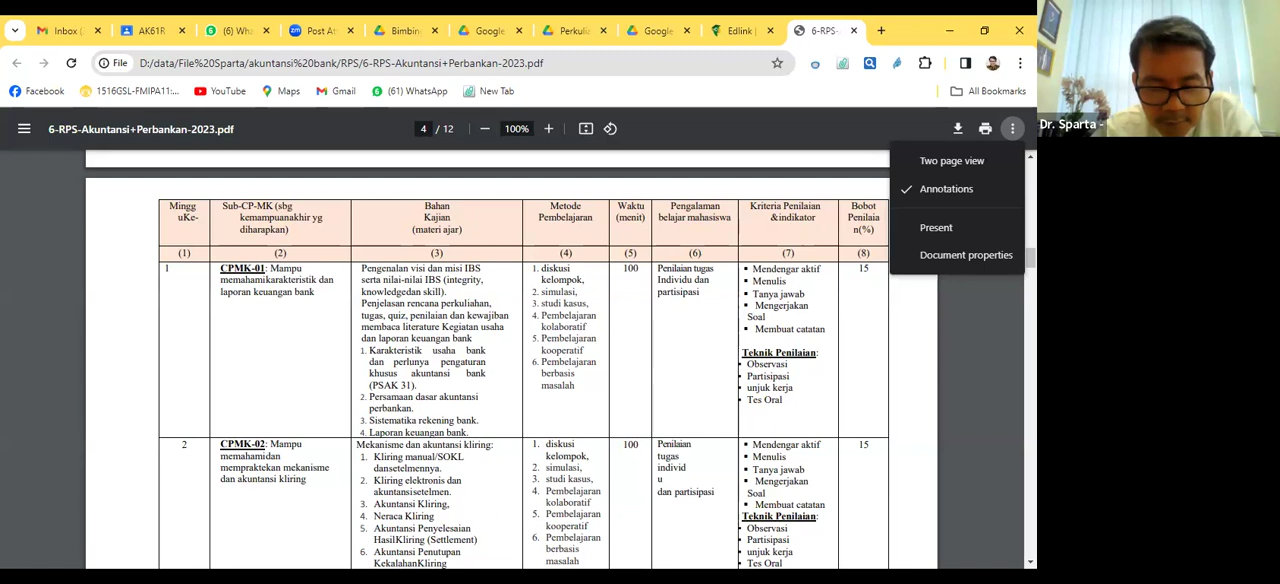 Inbox (
AK61R
(6) Wha
Post At
Bimbin
Google
Perkuli
Google
Edlink |
6-RPS-
File
D:/data/File%20Sparta/akuntansi%20bank/RPS/6-RPS-Akuntansi+Perbankan-2023.pdf
Facebook
1516GSL-FMIPA11:...
YouTube
Maps
Gmail
(61) WhatsApp
New Tab
All Bookmarks
6-RPS-Akuntansi+Perbankan-2023.pdf
4 / 12
100%
Dr. Sparta -
Two page view
Annotations
Present
Document properties
Mingg
uKe-
Sub-CP-MK (sbg
kemampuanakhir yg
diharapkan)
Bahan
Kajian
(materi ajar)
Metode
Pembelajaran
Waktu
(menit)
Pengalaman
belajar mahasiswa
Kriteria Penilaian
&indikator
Bobot
Penilaia
n(%)
(1)
(2)
(3)
(4)
(5)
(6)
(7)
(8)
1
CPMK-01: Mampu
memahamikarakteristik dan
laporan keuangan bank
Pengenalan visi dan misi IBS
serta nilai-nilai IBS (integrity,
knowledgedan skill).
Penjelasan rencana perkuliahan,
tugas, quiz, penilaian dan kewajiban
membaca literature Kegiatan usaha
dan laporan keuangan bank
1. Karakteristik usaha bank
dan perlunya pengaturan
khusus akuntansi bank
(PSAK 31).
2. Persamaan dasar akuntansi
perbankan.
3. Sistematika rekening bank.
4. Laporan keuangan bank.
1. diskusi
kelompok,
2. simulasi,
3. studi kasus,
4. Pembelajaran
kolaboratif
5. Pembelajaran
kooperatif
6. Pembelajaran
berbasis
masalah
100
Penilaian tugas
Individu dan
partisipasi
▪ Mendengar aktif
▪ Menulis
▪ Tanya jawab
▪ Mengerjakan
Soal
▪ Membuat catatan
Teknik Penilaian:
• Observasi
• Partisipasi
• unjuk kerja
• Tes Oral
15
2
CPMK-02: Mampu
memahamidan
mempraktekan mekanisme
dan akuntansi kliring
Mekanisme dan akuntansi kliring:
1. Kliring manual/SOKL
dansetelmennya.
2. Kliring elektronis dan
akuntansisetelmen.
3. Akuntansi Kliring,
4. Neraca Kliring
5. Akuntansi Penyelesaian
HasilKliring (Settlement)
6. Akuntansi Penutupan
KekalahanKliring
1. diskusi
kelompok,
2. simulasi,
3. studi kasus,
4. Pembelajaran
kolaboratif
5. Pembelajaran
kooperatif
6. Pembelajaran
berbasis
masalah
100
Penilaian
tugas
individ
u
dan partisipasi
▪ Mendengar aktif
▪ Menulis
▪ Tanya jawab
▪ Mengerjakan
Soal
▪ Membuat catatan
Teknik Penilaian:
• Observasi
• Partisipasi
• unjuk kerja
• Tes Oral
15